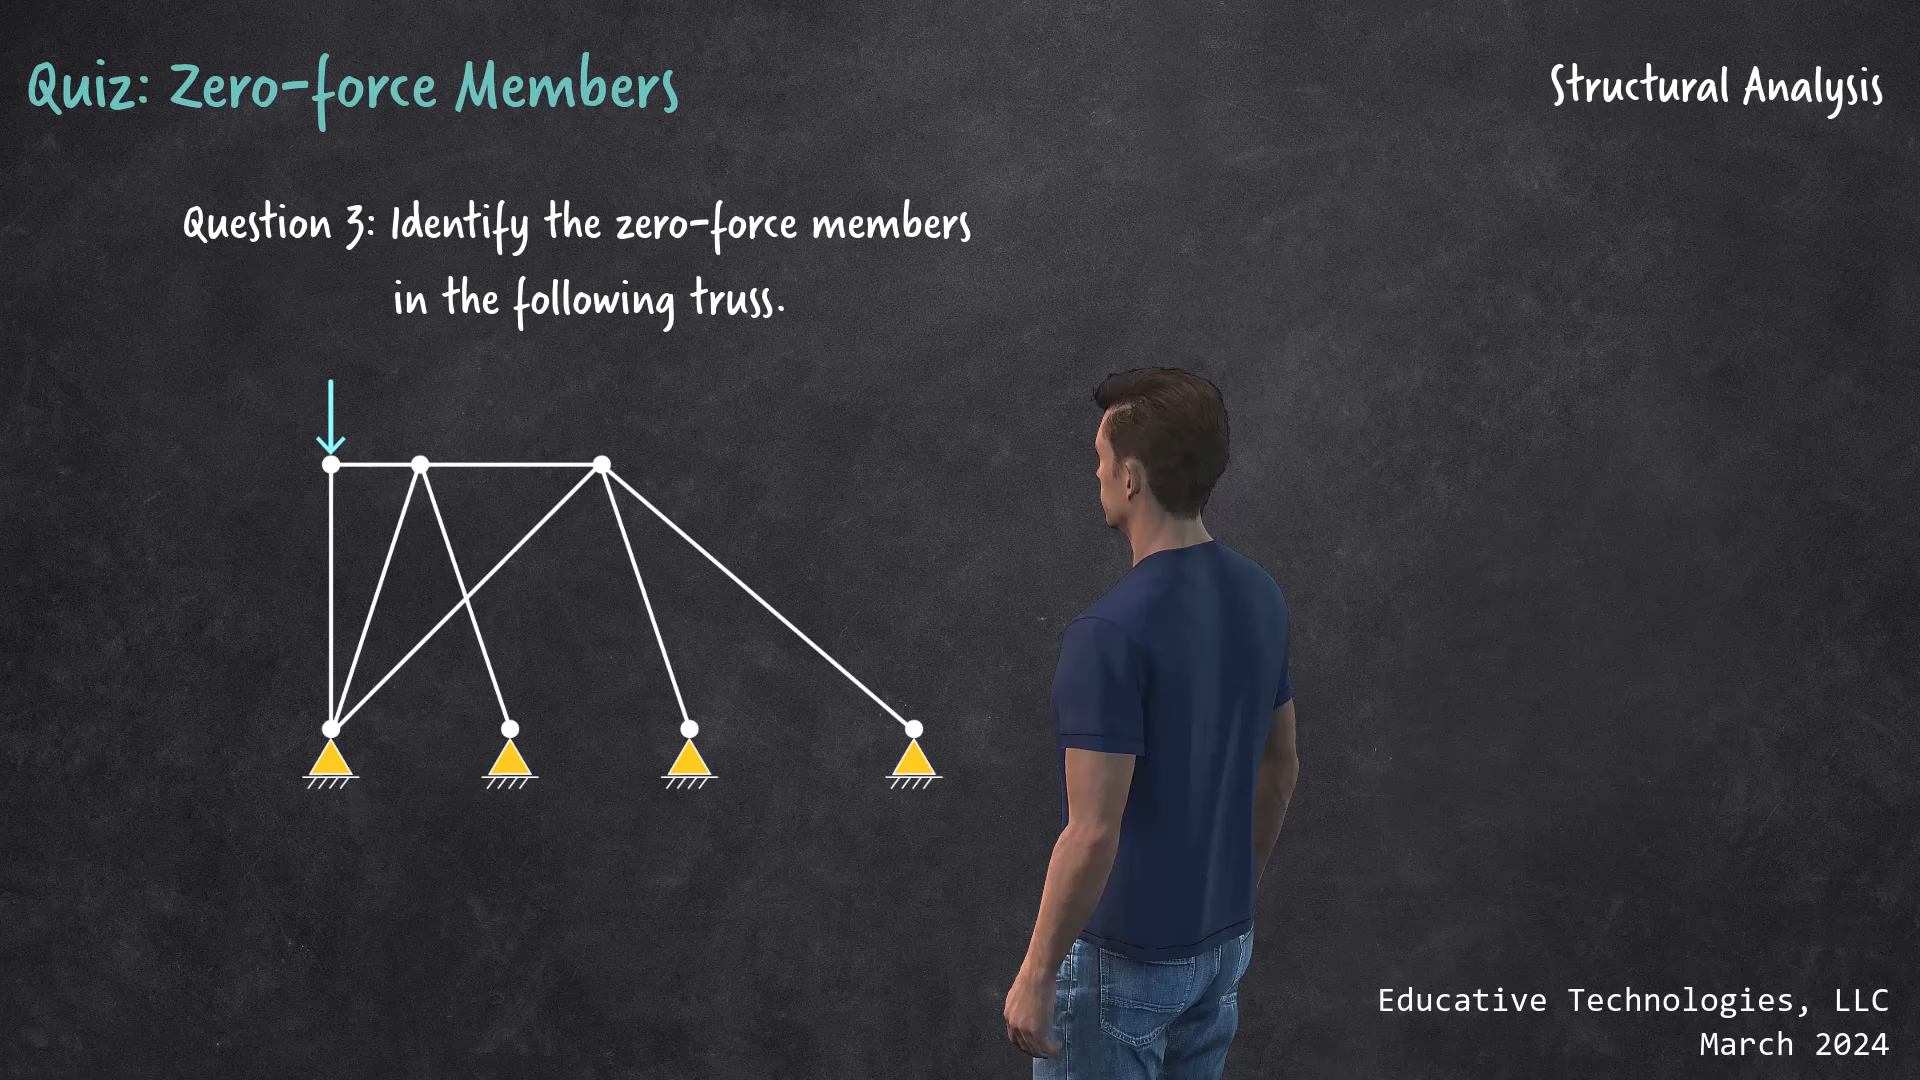 Quiz: Zero-force Members
Structural Analysis
Question 3: Identify the zero-force members
in the following truss.
Educative Technologies, LLC
March 2024